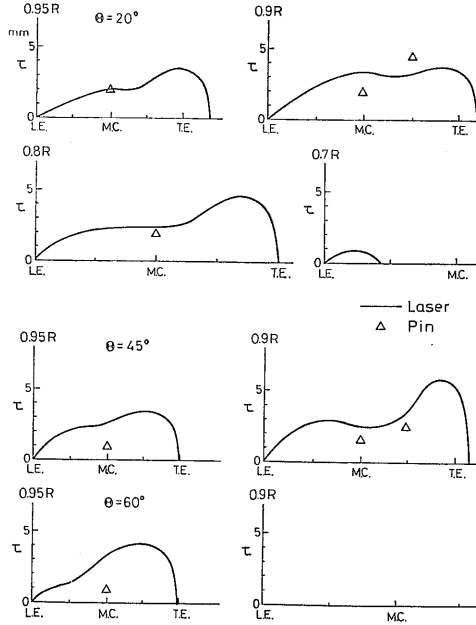 0.95R
Θ=20°
0.9R
mm
5
5
τ
τ
0
0
L.E. M.C. T.E.
L.E. M.C. T.E.
0.8R
0.7R
5
5
τ
τ
0
0
L.E. M.C. T.E.
L.E. M.C.
Laser
Pin
0.95R
Θ=45°
0.9R
5
5
τ
τ
0
0
L.E. M.C. T.E.
L.E. M.C. T.E.
0.95R
Θ=60°
0.9R
5
5
τ
τ
0
0
L.E. M.C. T.E.
L.E. M.C. T.E.